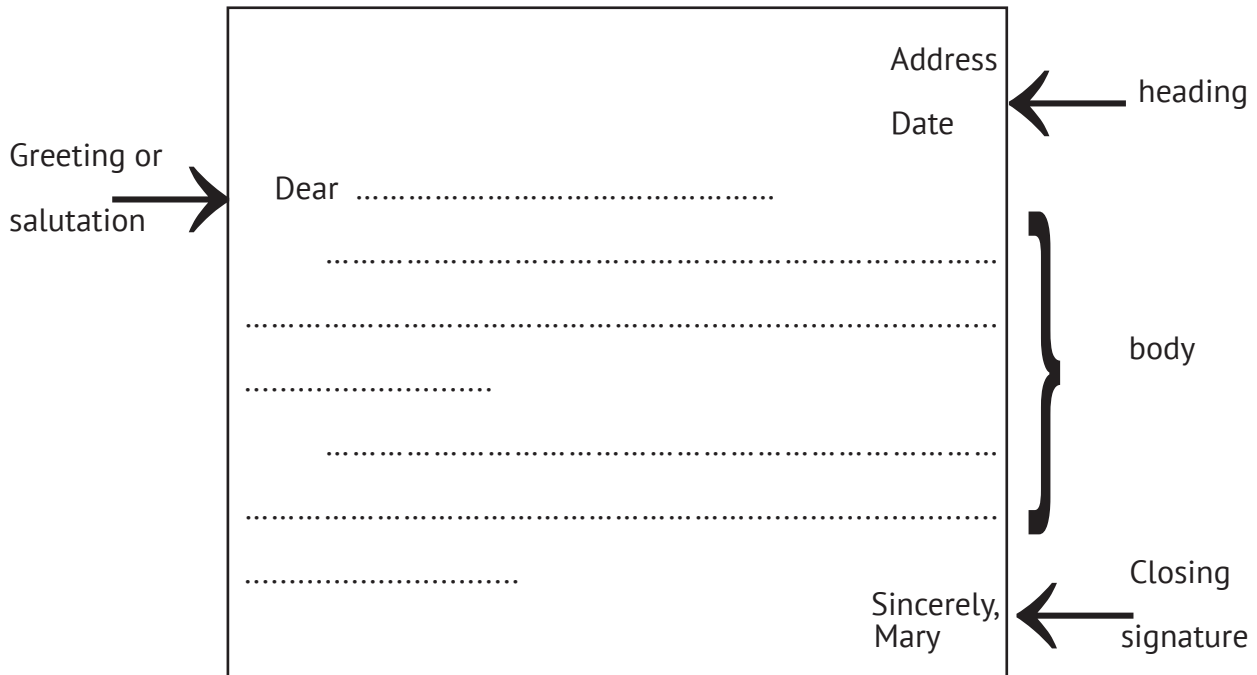 Address
heading
Date
Greeting or
salutation
Dear ................................................
................................................................................
................................................................................
...........................
body
................................................................................
................................................................................
..............................
Closing
signature
Sincerely,
Mary